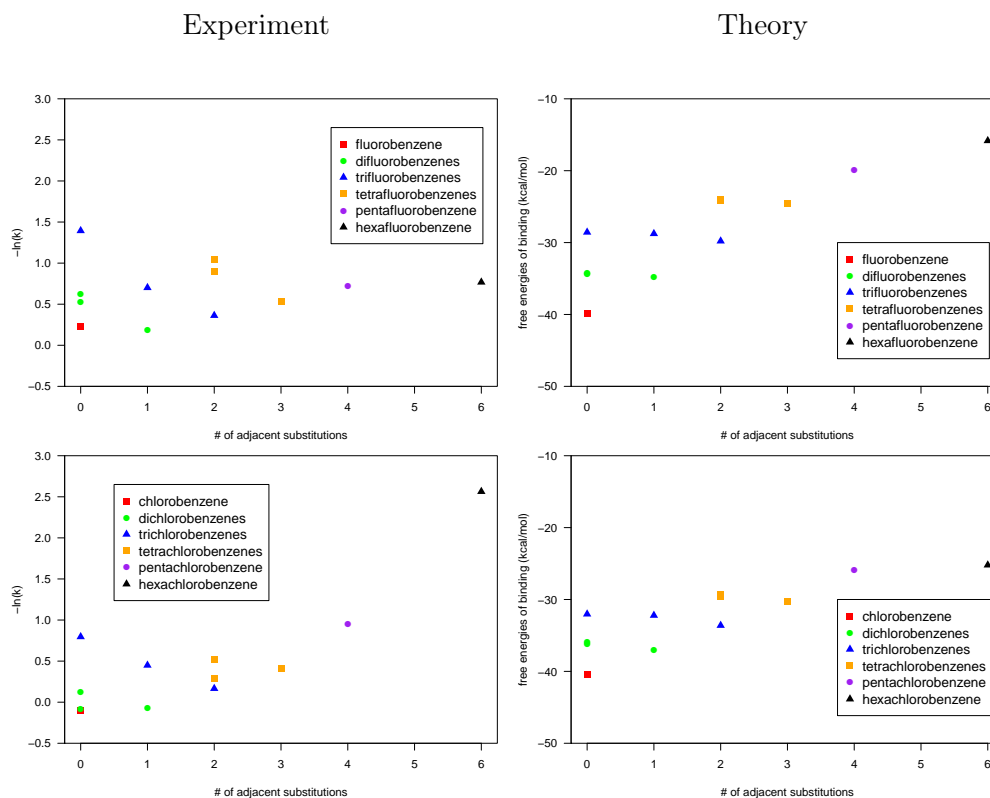 Experiment
Theory
3.0
2.5
2.0
1.5
1.0
0.5
0.0
−0.5
−ln(k)
fluorobenzene
difluorobenzenes
trifluorobenzenes
tetrafluorobenzenes
pentafluorobenzene
hexafluorobenzene
0 1 2 3 4 5 6
# of adjacent substitutions
−10
−20
−30
−40
−50
free energies of binding (kcal/mol)
fluorobenzene
difluorobenzenes
trifluorobenzenes
tetrafluorobenzenes
pentafluorobenzene
hexafluorobenzene
0 1 2 3 4 5 6
# of adjacent substitutions
3.0
2.5
2.0
1.5
1.0
0.5
0.0
−0.5
−ln(k)
chlorobenzene
dichlorobenzenes
trichlorobenzenes
tetrachlorobenzenes
pentachlorobenzene
hexachlorobenzene
0 1 2 3 4 5 6
# of adjacent substitutions
−10
−20
−30
−40
−50
free energies of binding (kcal/mol)
chlorobenzene
dichlorobenzenes
trichlorobenzenes
tetrachlorobenzenes
pentachlorobenzene
hexachlorobenzene
0 1 2 3 4 5 6
# of adjacent substitutions